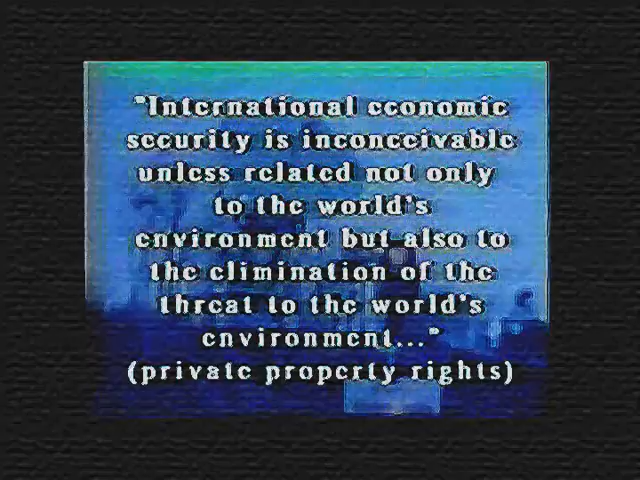 "International economic
security is inconceivable
unless related not only
to the world's
environment but also to
the elimination of the
threat to the world's
environment..."
(private property rights)